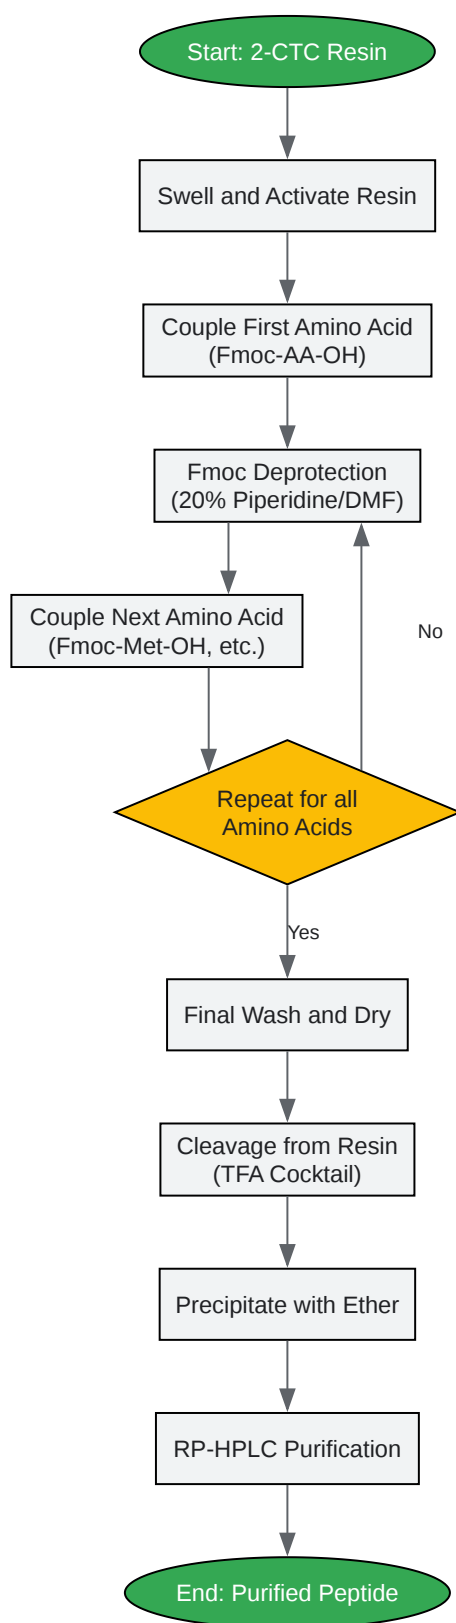 Start: 2-CTC Resin
Swell and Activate Resin
Couple First Amino Acid
(Fmoc-AA-OH)
Fmoc Deprotection
(20% Piperidine/DMF)
Couple Next Amino Acid
(Fmoc-Met-OH, etc.)
No
Repeat for all
Amino Acids
Yes
Final Wash and Dry
Cleavage from Resin
(TFA Cocktail)
Precipitate with Ether
RP-HPLC Purification
End: Purified Peptide